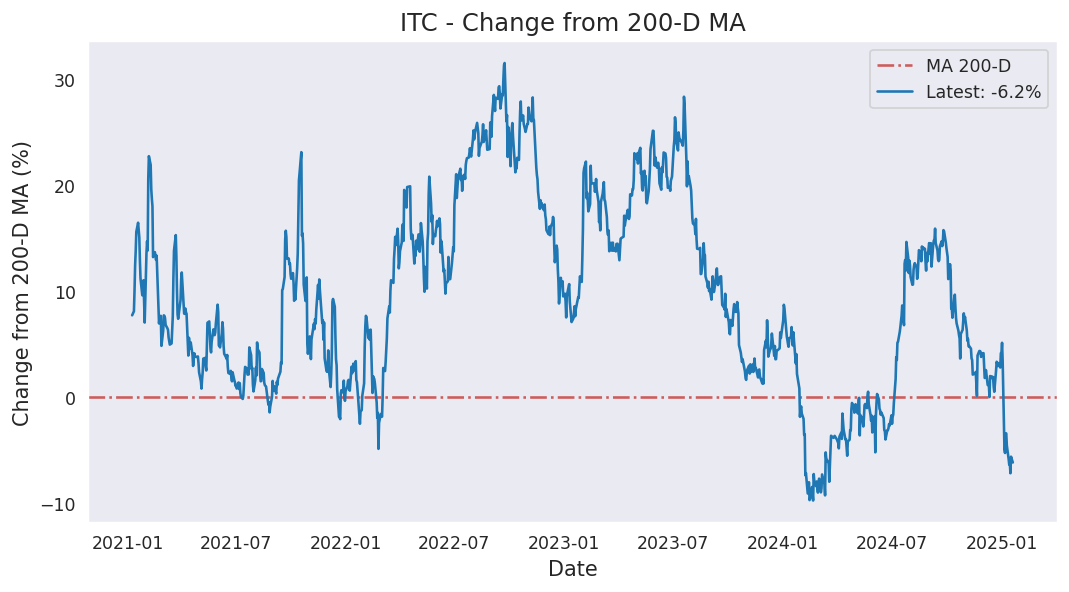 ITC - Change from 200-D MA
MA 200-D
Latest: -6.2%
Change from 200-D MA (%)
30
20
10
0
−10
2021-01
2021-07
2022-01
2022-07
2023-01
2023-07
2024-01
2024-07
2025-01
Date